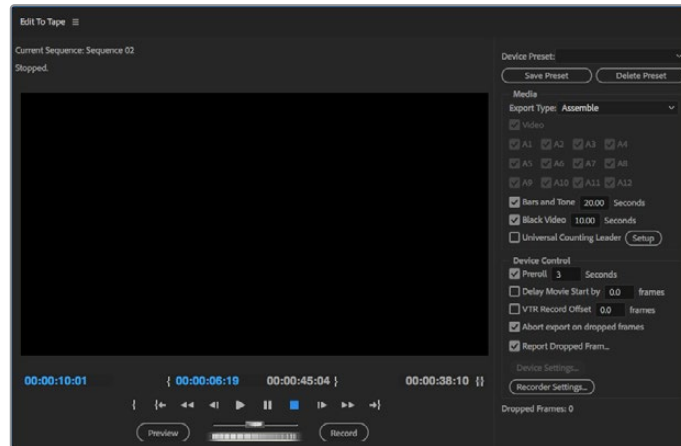 Edit To Tape
Current Sequence: Sequence 02
Stopped.
00:00:10:01 { 00:00:06:19 00:00:45:04 } 00:00:38:10 {}
Preview Record
Device Preset:
Save Preset Delete Preset
Media
Export Type: Assemble
Video
A1 A2 A3 A4
A5 A6 A7 A8
A9 A10 A11 A12
Bars and Tone 20.00 Seconds
Black Video 10.00 Seconds
Universal Counting Leader Setup
Device Control
Preroll 3 Seconds
Delay Movie Start by 0.0 frames
VTR Record Offset 0.0 frames
Abort export on dropped frames
Report Dropped Fram...
Device Settings...
Recorder Settings...
Dropped Frames: 0